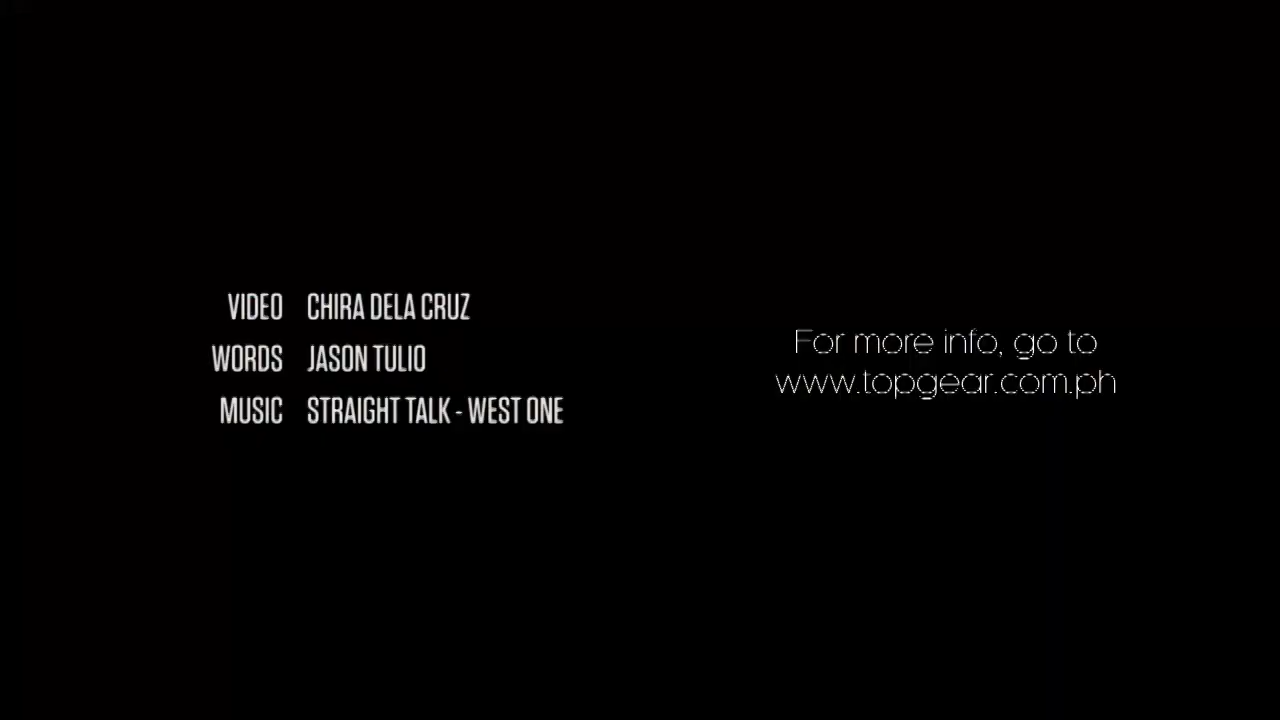 VIDEO CHIRA DELA CRUZ
WORDS JASON TULIO
MUSIC STRAIGHT TALK - WEST ONE
For more info, go to
www.topgear.com.ph